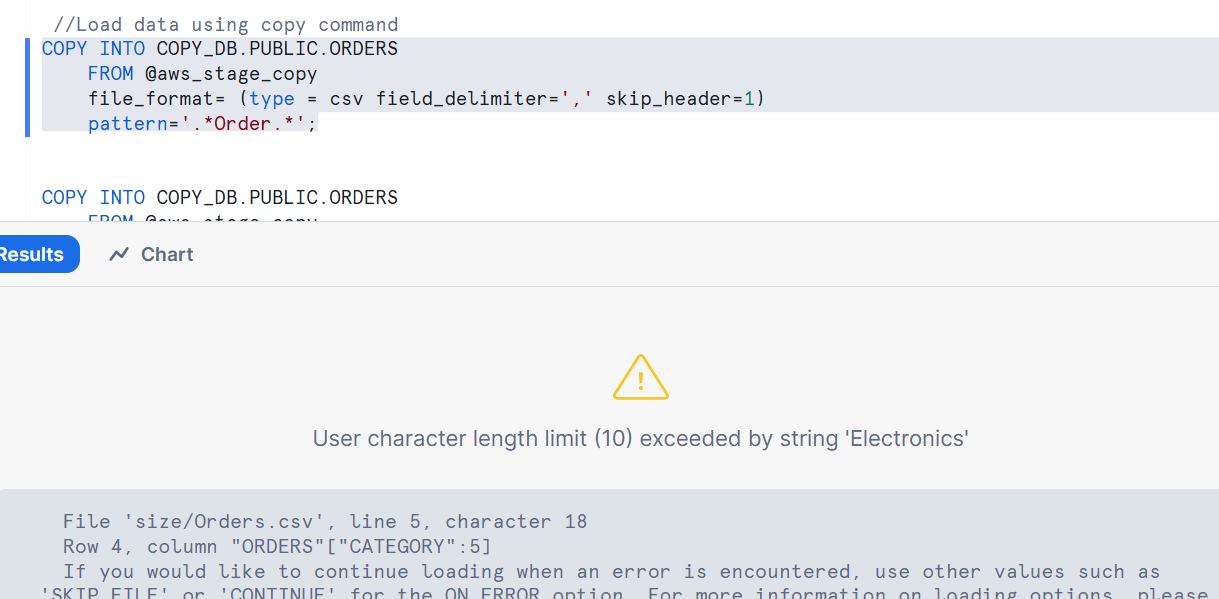 //Load data using copy command
COPY INTO COPY_DB.PUBLIC.ORDERS
    FROM @aws_stage_copy
    file_format= (type = csv field_delimiter=',' skip_header=1)
    pattern='.*Order.*';
COPY INTO COPY_DB.PUBLIC.ORDERS
    FROM @aws_stage_copy
Results
Chart
User character length limit (10) exceeded by string 'Electronics'
File 'size/Orders.csv', line 5, character 18
Row 4, column "ORDERS"["CATEGORY":5]
If you would like to continue loading when an error is encountered, use other values such as
'SKIP_FILE' or 'CONTINUE' for the ON_ERROR option. For more information on loading options, please